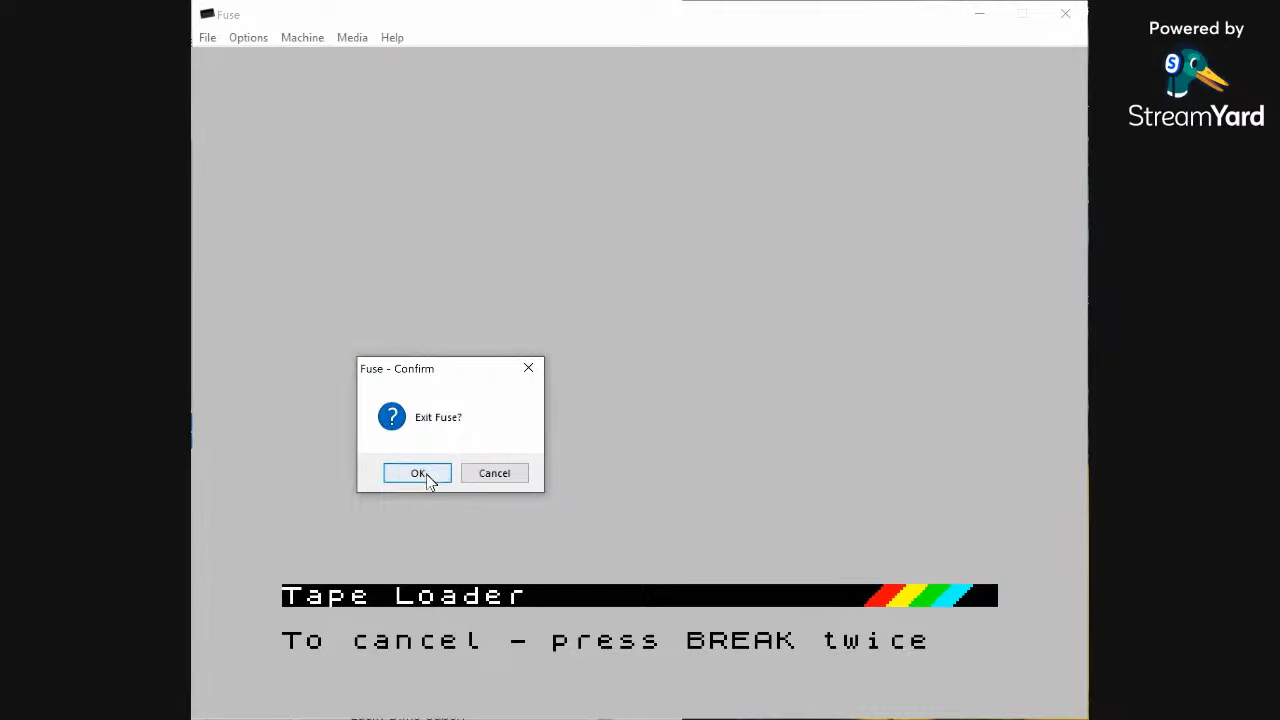 Fuse
File Options Machine Media Help
Powered by
S
StreamYard
Fuse - Confirm
?
Exit Fuse?
OK Cancel
Tape Loader
To cancel - press BREAK twice